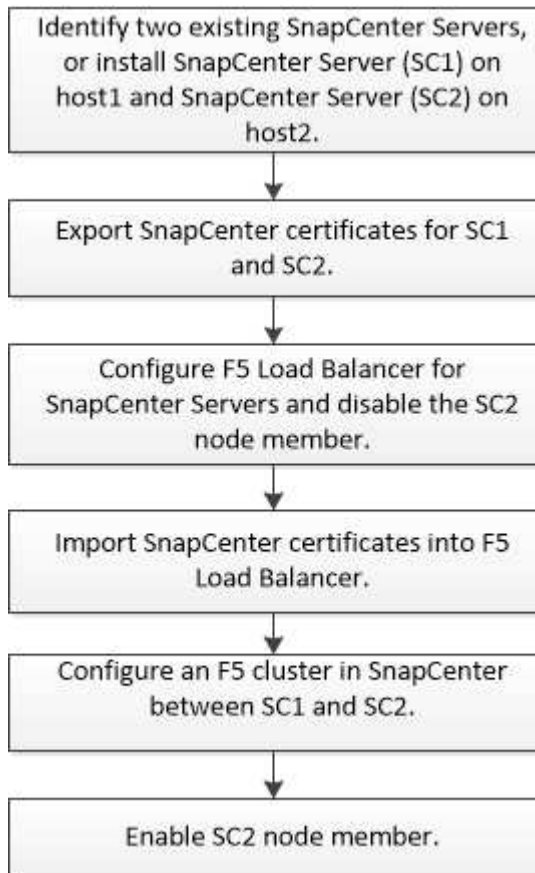 Identify two existing SnapCenter Servers,
or install SnapCenter Server (SC1) on
host1 and SnapCenter Server (SC2) on
host2.
Export SnapCenter certificates for SC1
and SC2.
Configure F5 Load Balancer for
SnapCenter Servers and disable the SC2
node member.
Import SnapCenter certificates into F5
Load Balancer.
Configure an F5 cluster in SnapCenter
between SC1 and SC2.
Enable SC2 node member.